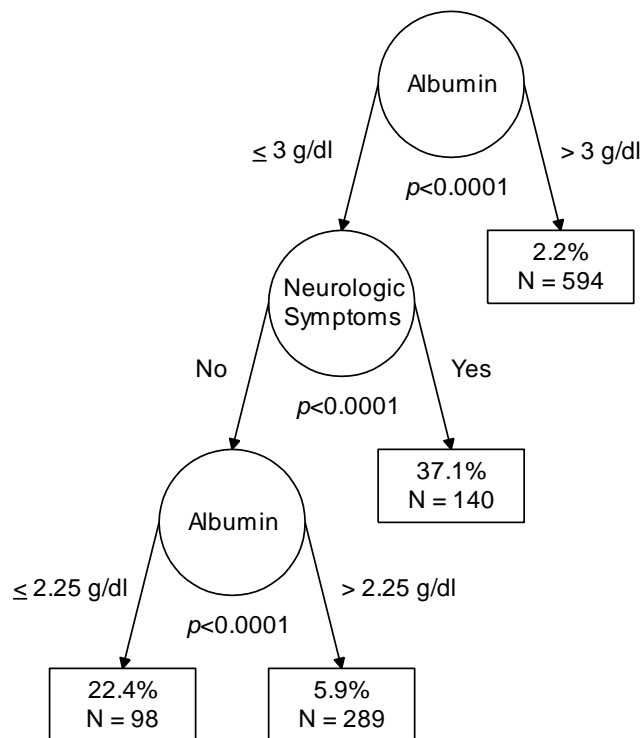 Albumin
≤ 3 g/dl
> 3 g/dl
p<0.0001
2.2%
N = 594
Neurologic
Symptoms
No
Yes
p<0.0001
37.1%
N = 140
Albumin
≤ 2.25 g/dl
> 2.25 g/dl
p<0.0001
22.4%
N = 98
5.9%
N = 289